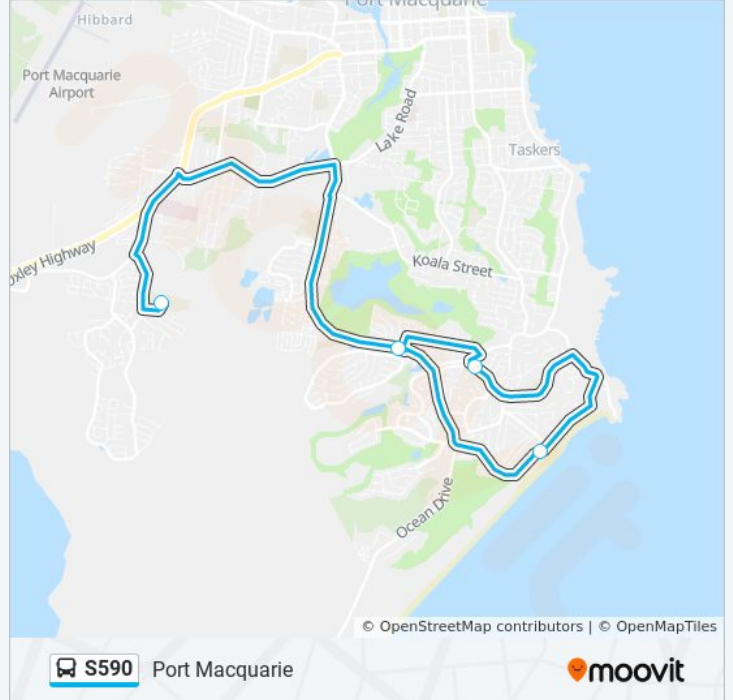 Port Macquarie
Hibbard
Port Macquarie
Airport
Lake Road
Taskers
oxley Highway
Koala Street
Ocean Drive
© OpenStreetMap contributors | © OpenMapTiles
S590 Port Macquarie
moovit